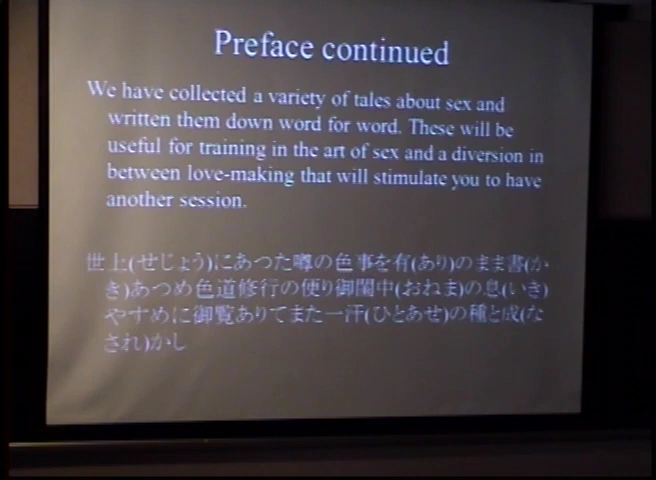 Preface continued
We have collected a variety of tales about sex and
written them down word for word. These will be
useful for training in the art of sex and a diversion in
between love-making that will stimulate you to have
another session.
世上(せじょう)にあつた噂の色事を有(あり)のまま書(か
き)あつめ色道修行の便り御閨中(おねま)の息(いき)
やすめに御覧ありてまた一汗(ひとあせ)の種と成(な
され)かし